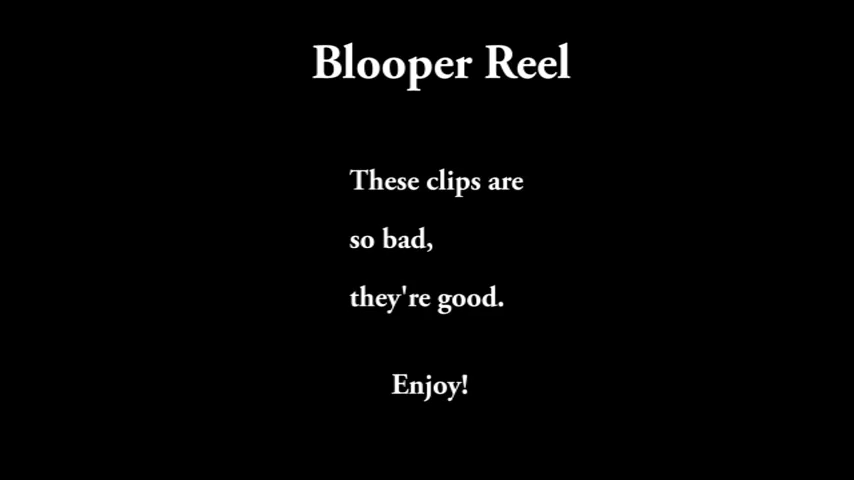 Blooper Reel
These clips are
so bad,
they're good.
Enjoy!